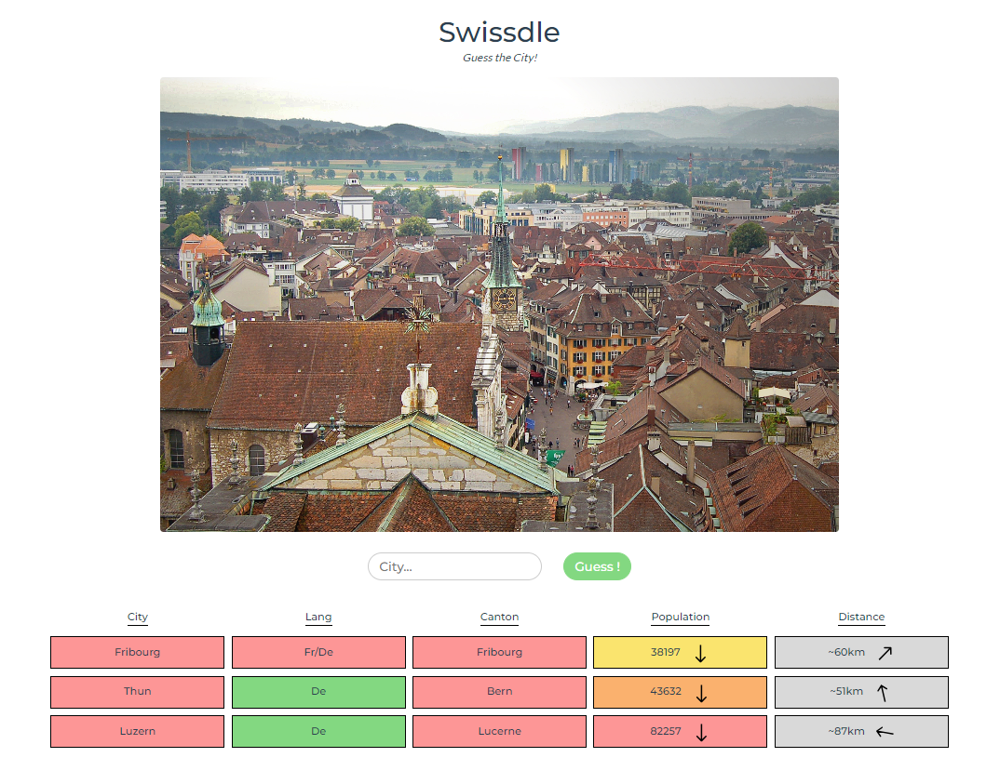 Swissdle
Guess the City!
City...
Guess !
City Lang Canton Population Distance
Fribourg Fr/De Fribourg 38197 ↓ ~60km ↗
Thun De Bern 43632 ↓ ~51km ↑
Luzern De Lucerne 82257 ↓ ~87km ←